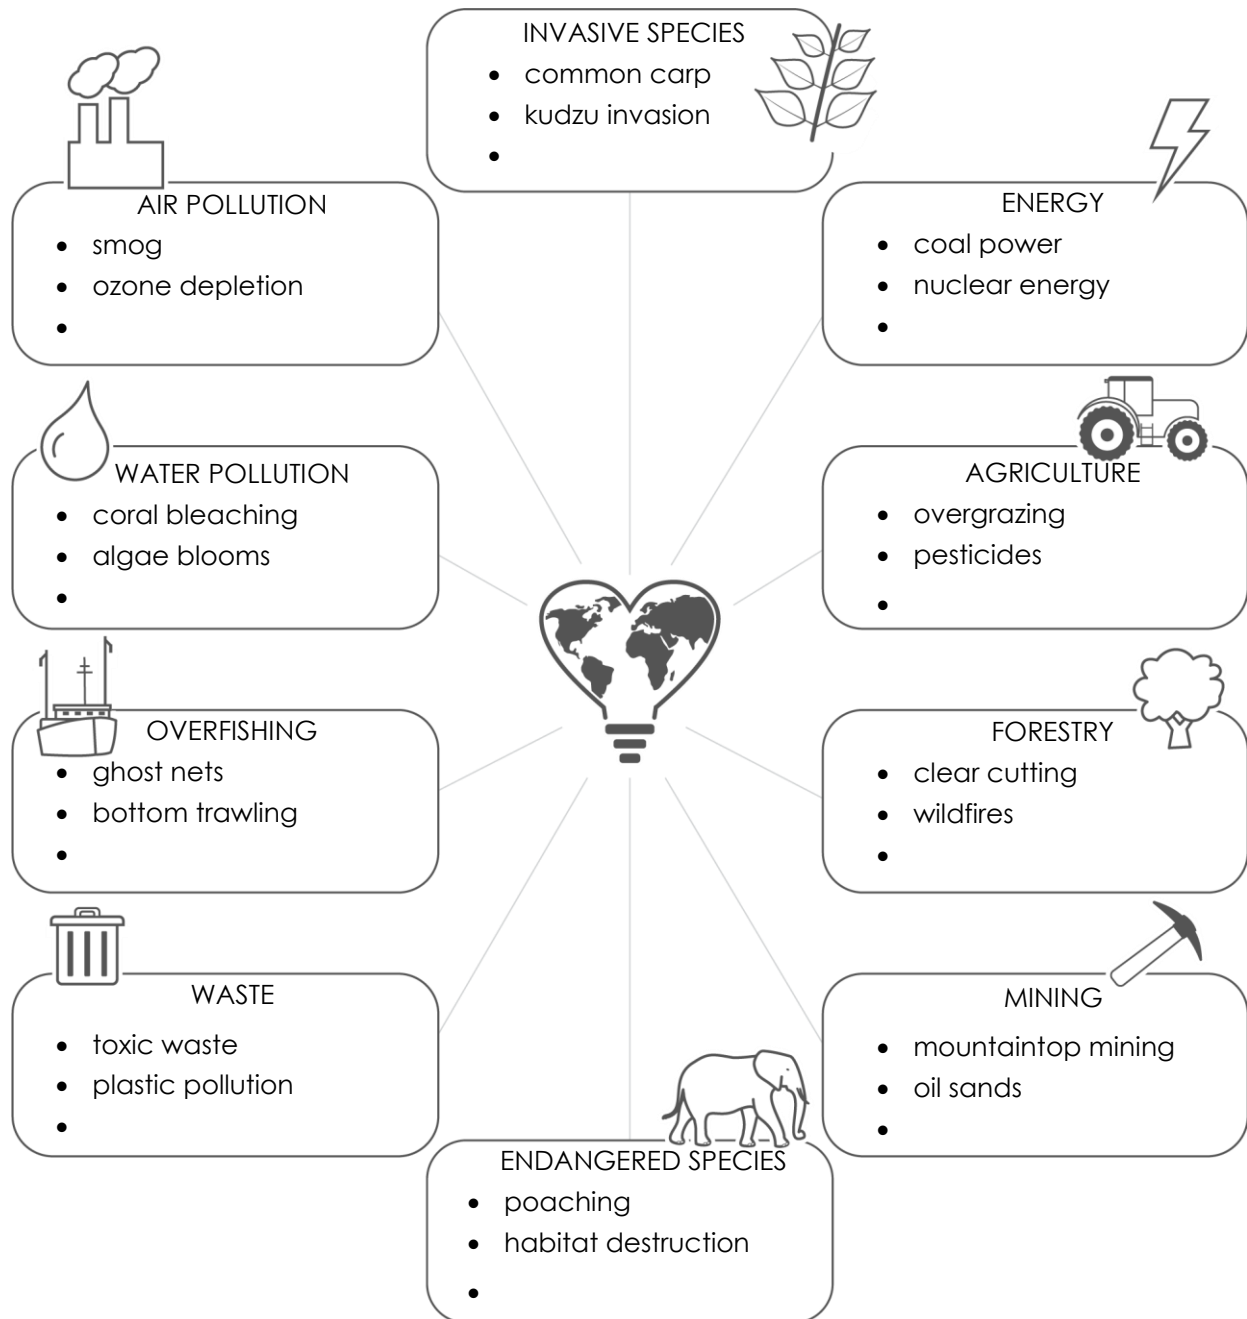 INVASIVE SPECIES
• common carp
• kudzu invasion
•
AIR POLLUTION
• smog
• ozone depletion
•
ENERGY
• coal power
• nuclear energy
•
WATER POLLUTION
• coral bleaching
• algae blooms
•
AGRICULTURE
• overgrazing
• pesticides
•
OVERFISHING
• ghost nets
• bottom trawling
•
FORESTRY
• clear cutting
• wildfires
•
WASTE
• toxic waste
• plastic pollution
•
MINING
• mountaintop mining
• oil sands
•
ENDANGERED SPECIES
• poaching
• habitat destruction
•